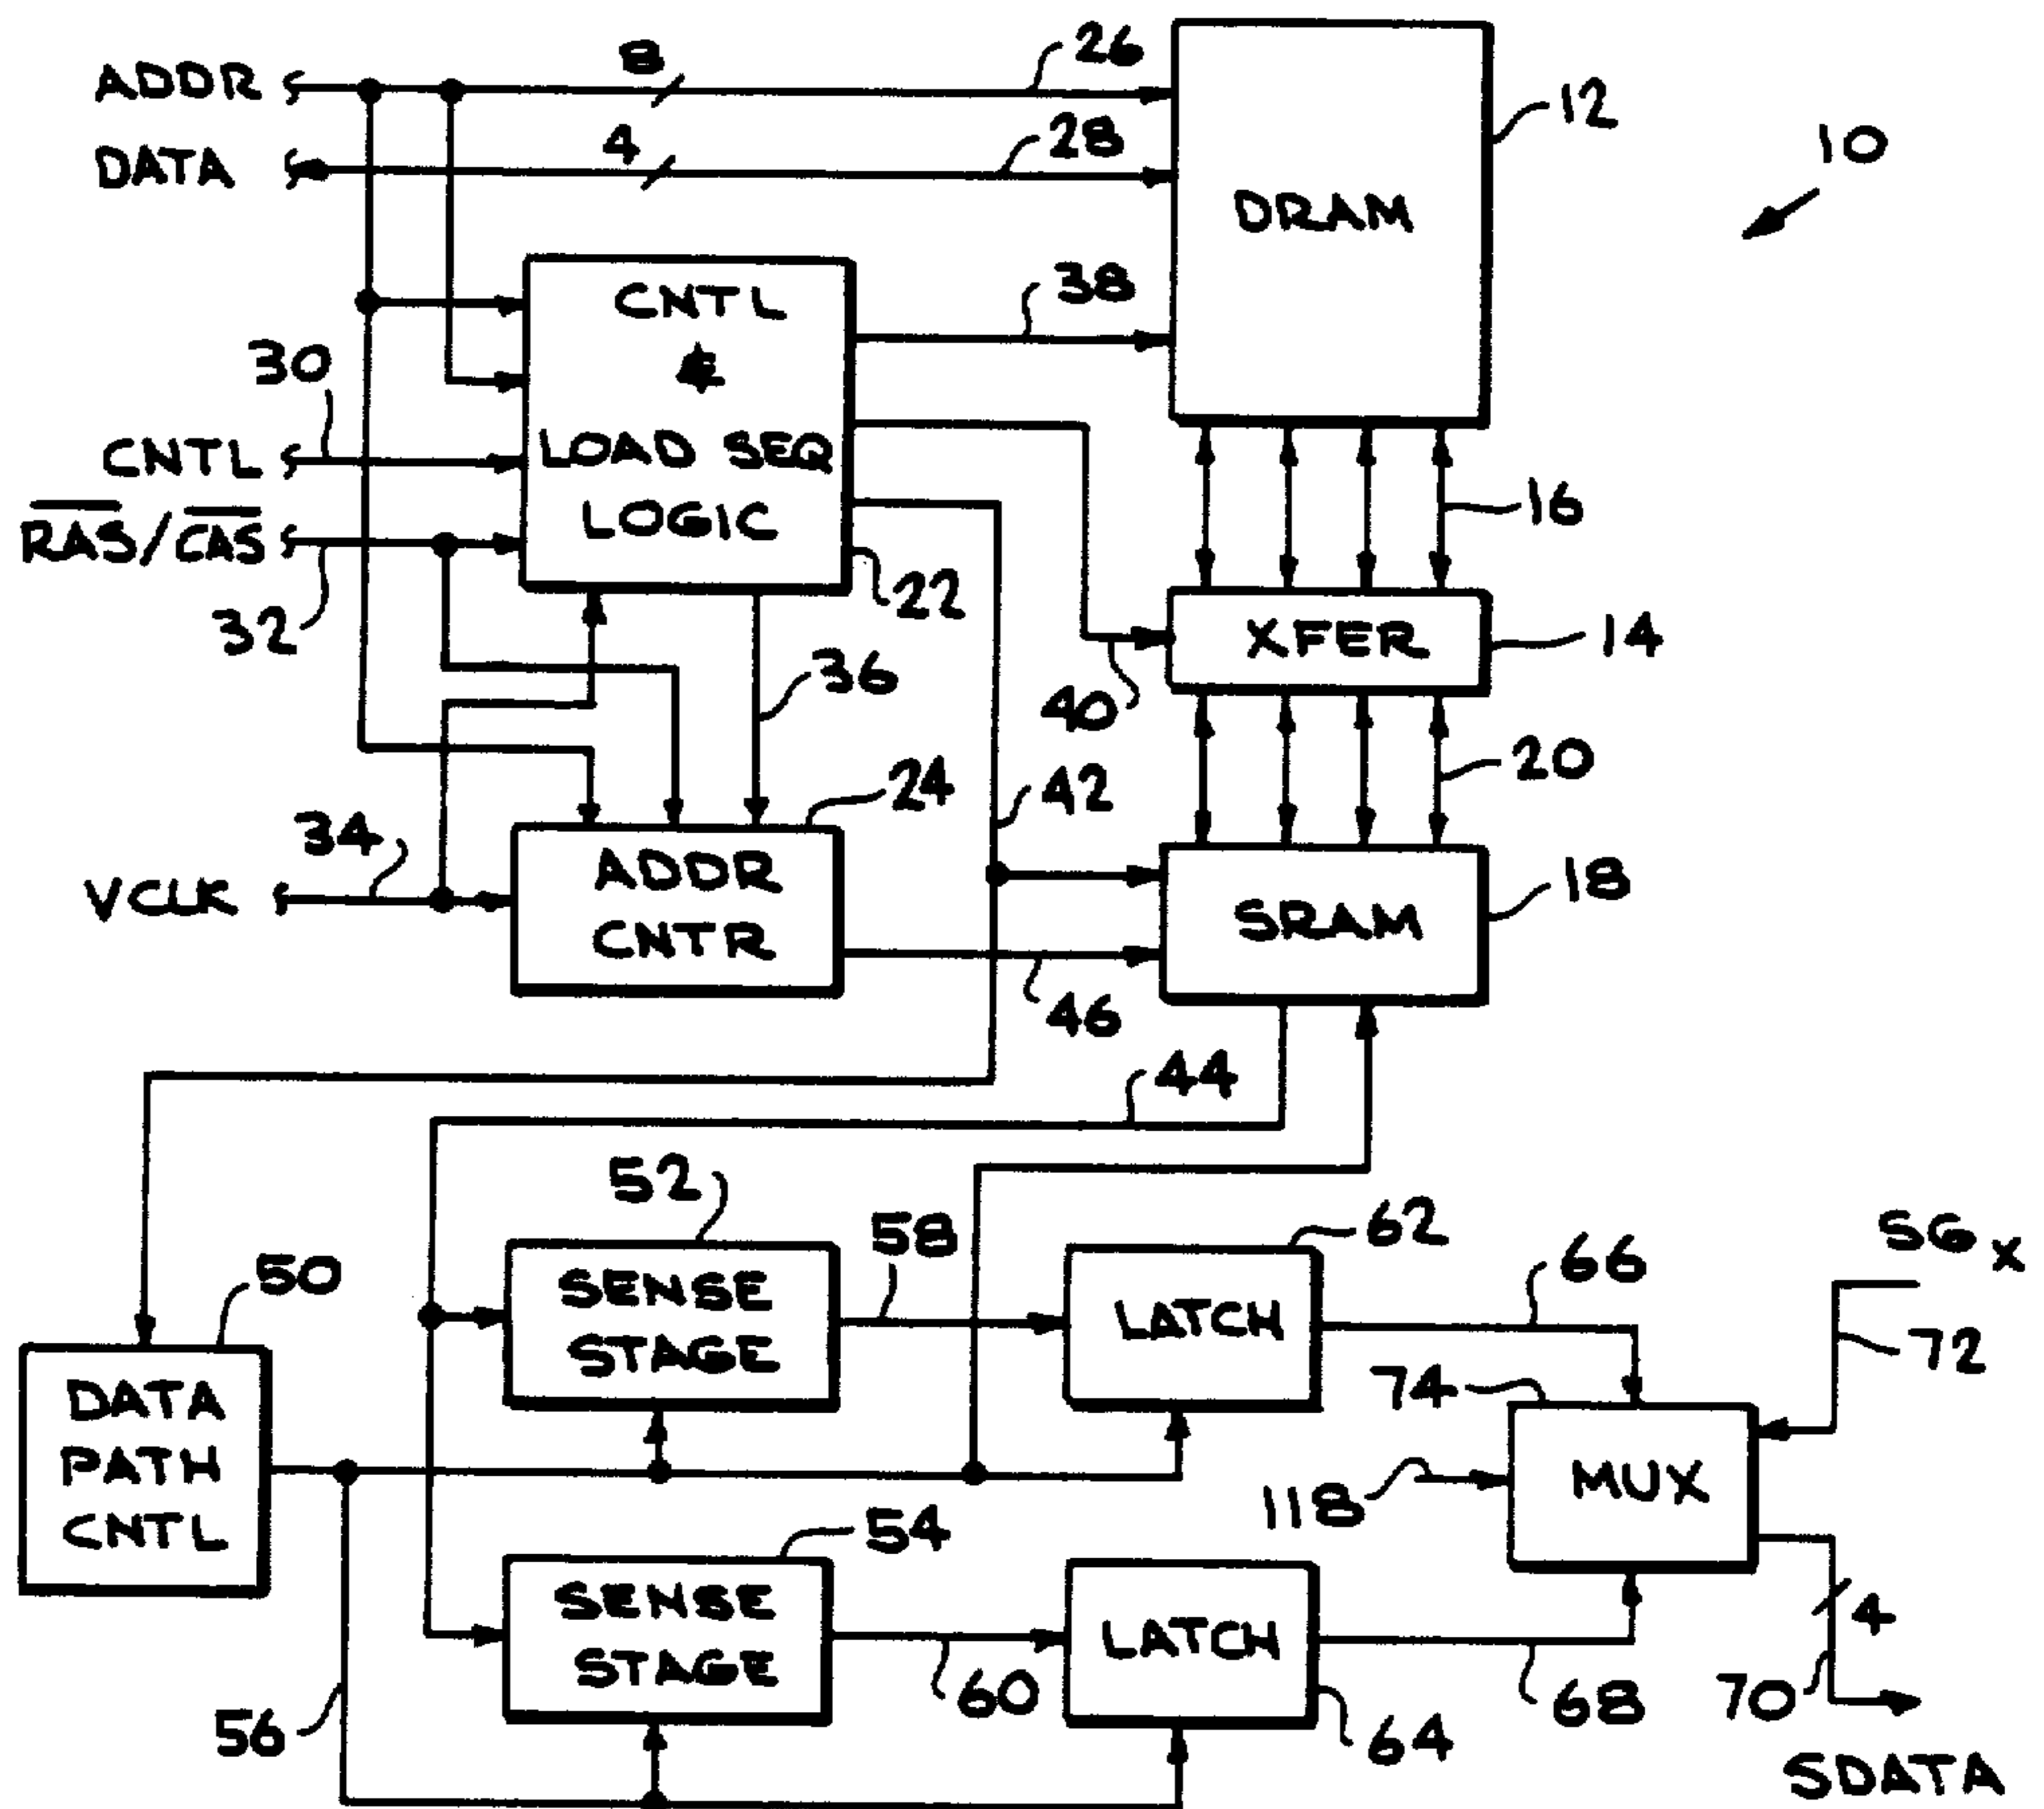 ADDR
8
26
DATA
4
28
12
10
DRAM
CNTL
&
LOAD SEQ
LOGIC
38
30
CNTL
RAS/CAS
32
22
16
XFER
14
36
40
20
24
42
34
VCLK
ADDR
CNTR
SRAM
18
46
44
52
58
62
66
SGx
72
50
SENSE
STAGE
LATCH
74
DATA
PATH
CNTL
MUX
118
54
SENSE
STAGE
LATCH
4
56
60
64
68
70
SDATA